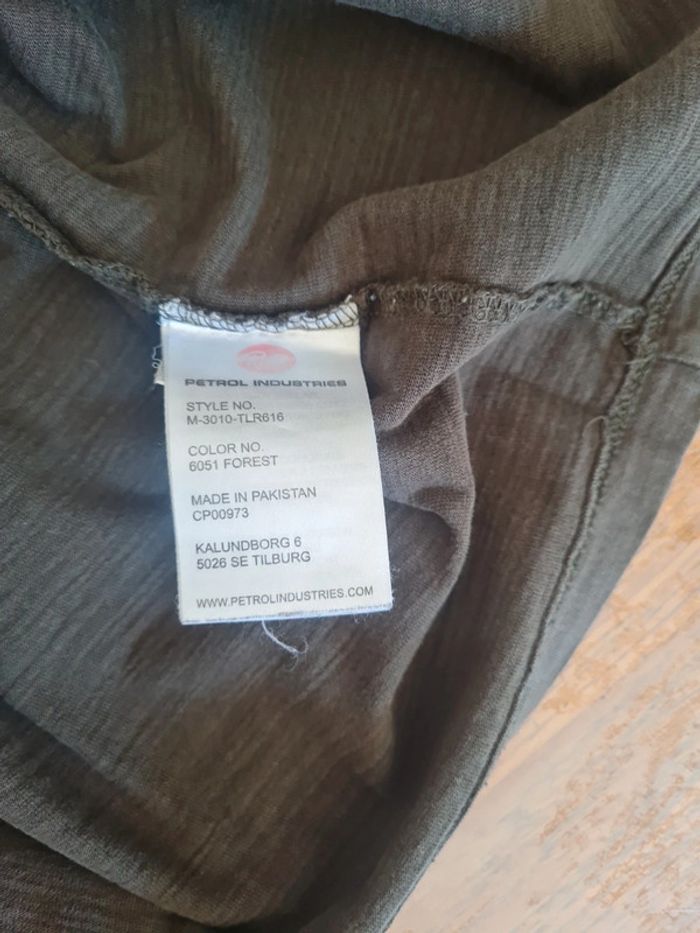 PETROL INDUSTRIES
STYLE NO.
M-3010-TLR616
COLOR NO.
6051 FOREST
MADE IN PAKISTAN
CP00973
KALUNDBORG 6
5026 SE TILBURG
WWW.PETROLINDUSTRIES.COM